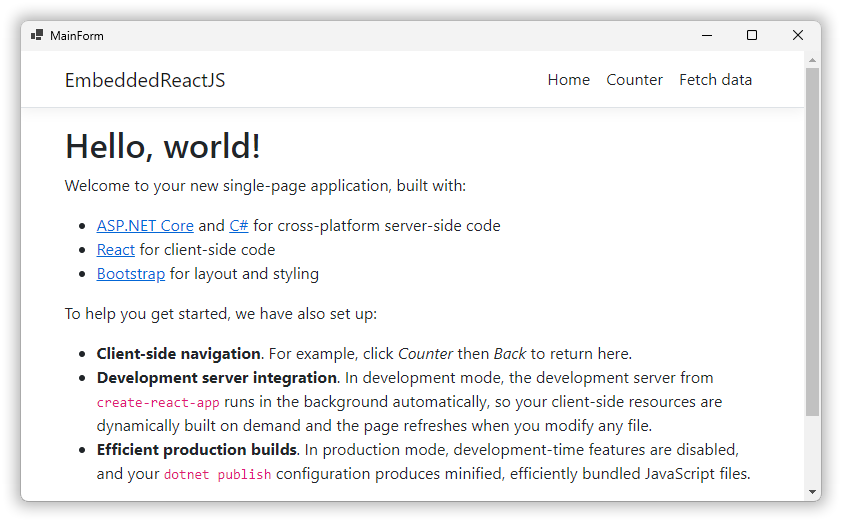 MainForm
EmbeddedReactJS
Home Counter Fetch data
Hello, world!
Welcome to your new single-page application, built with:
ASP.NET Core and C# for cross-platform server-side code
React for client-side code
Bootstrap for layout and styling
To help you get started, we have also set up:
Client-side navigation. For example, click Counter then Back to return here.
Development server integration. In development mode, the development server from
create-react-app runs in the background automatically, so your client-side resources are
dynamically built on demand and the page refreshes when you modify any file.
Efficient production builds. In production mode, development-time features are disabled,
and your dotnet publish configuration produces minified, efficiently bundled JavaScript files.